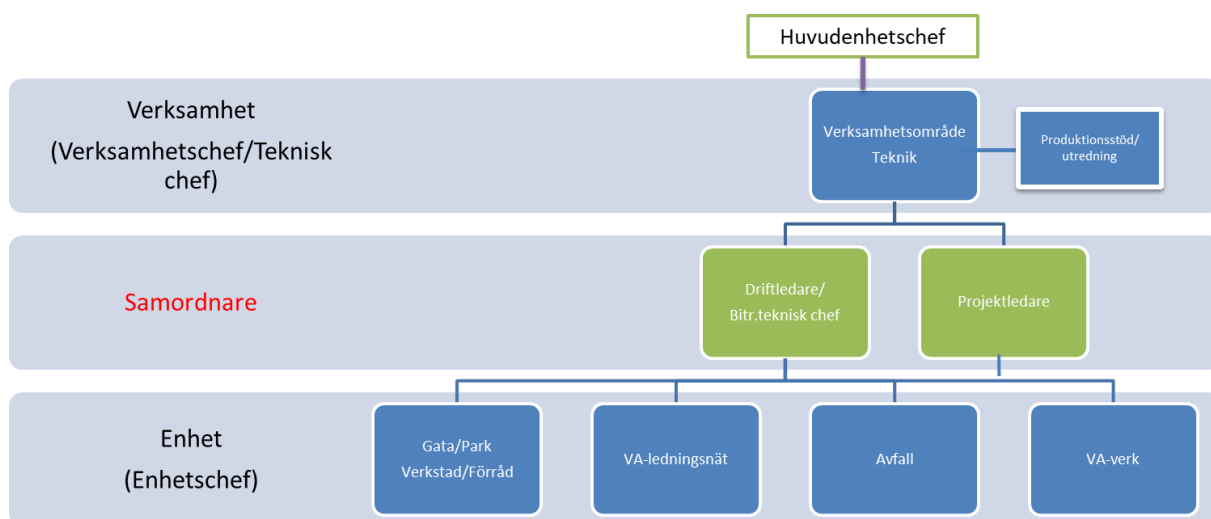 Huvudenhetschef
Verksamhet
(Verksamhetschef/Teknisk
chef)
Verksamhetsområde
Teknik
Produktionsstöd/
utredning
Samordnare
Driftledare/
Bitr.teknisk chef
Projektledare
Enhet
(Enhetschef)
Gata/Park
Verkstad/Förråd
VA-ledningsnät
Avfall
VA-verk